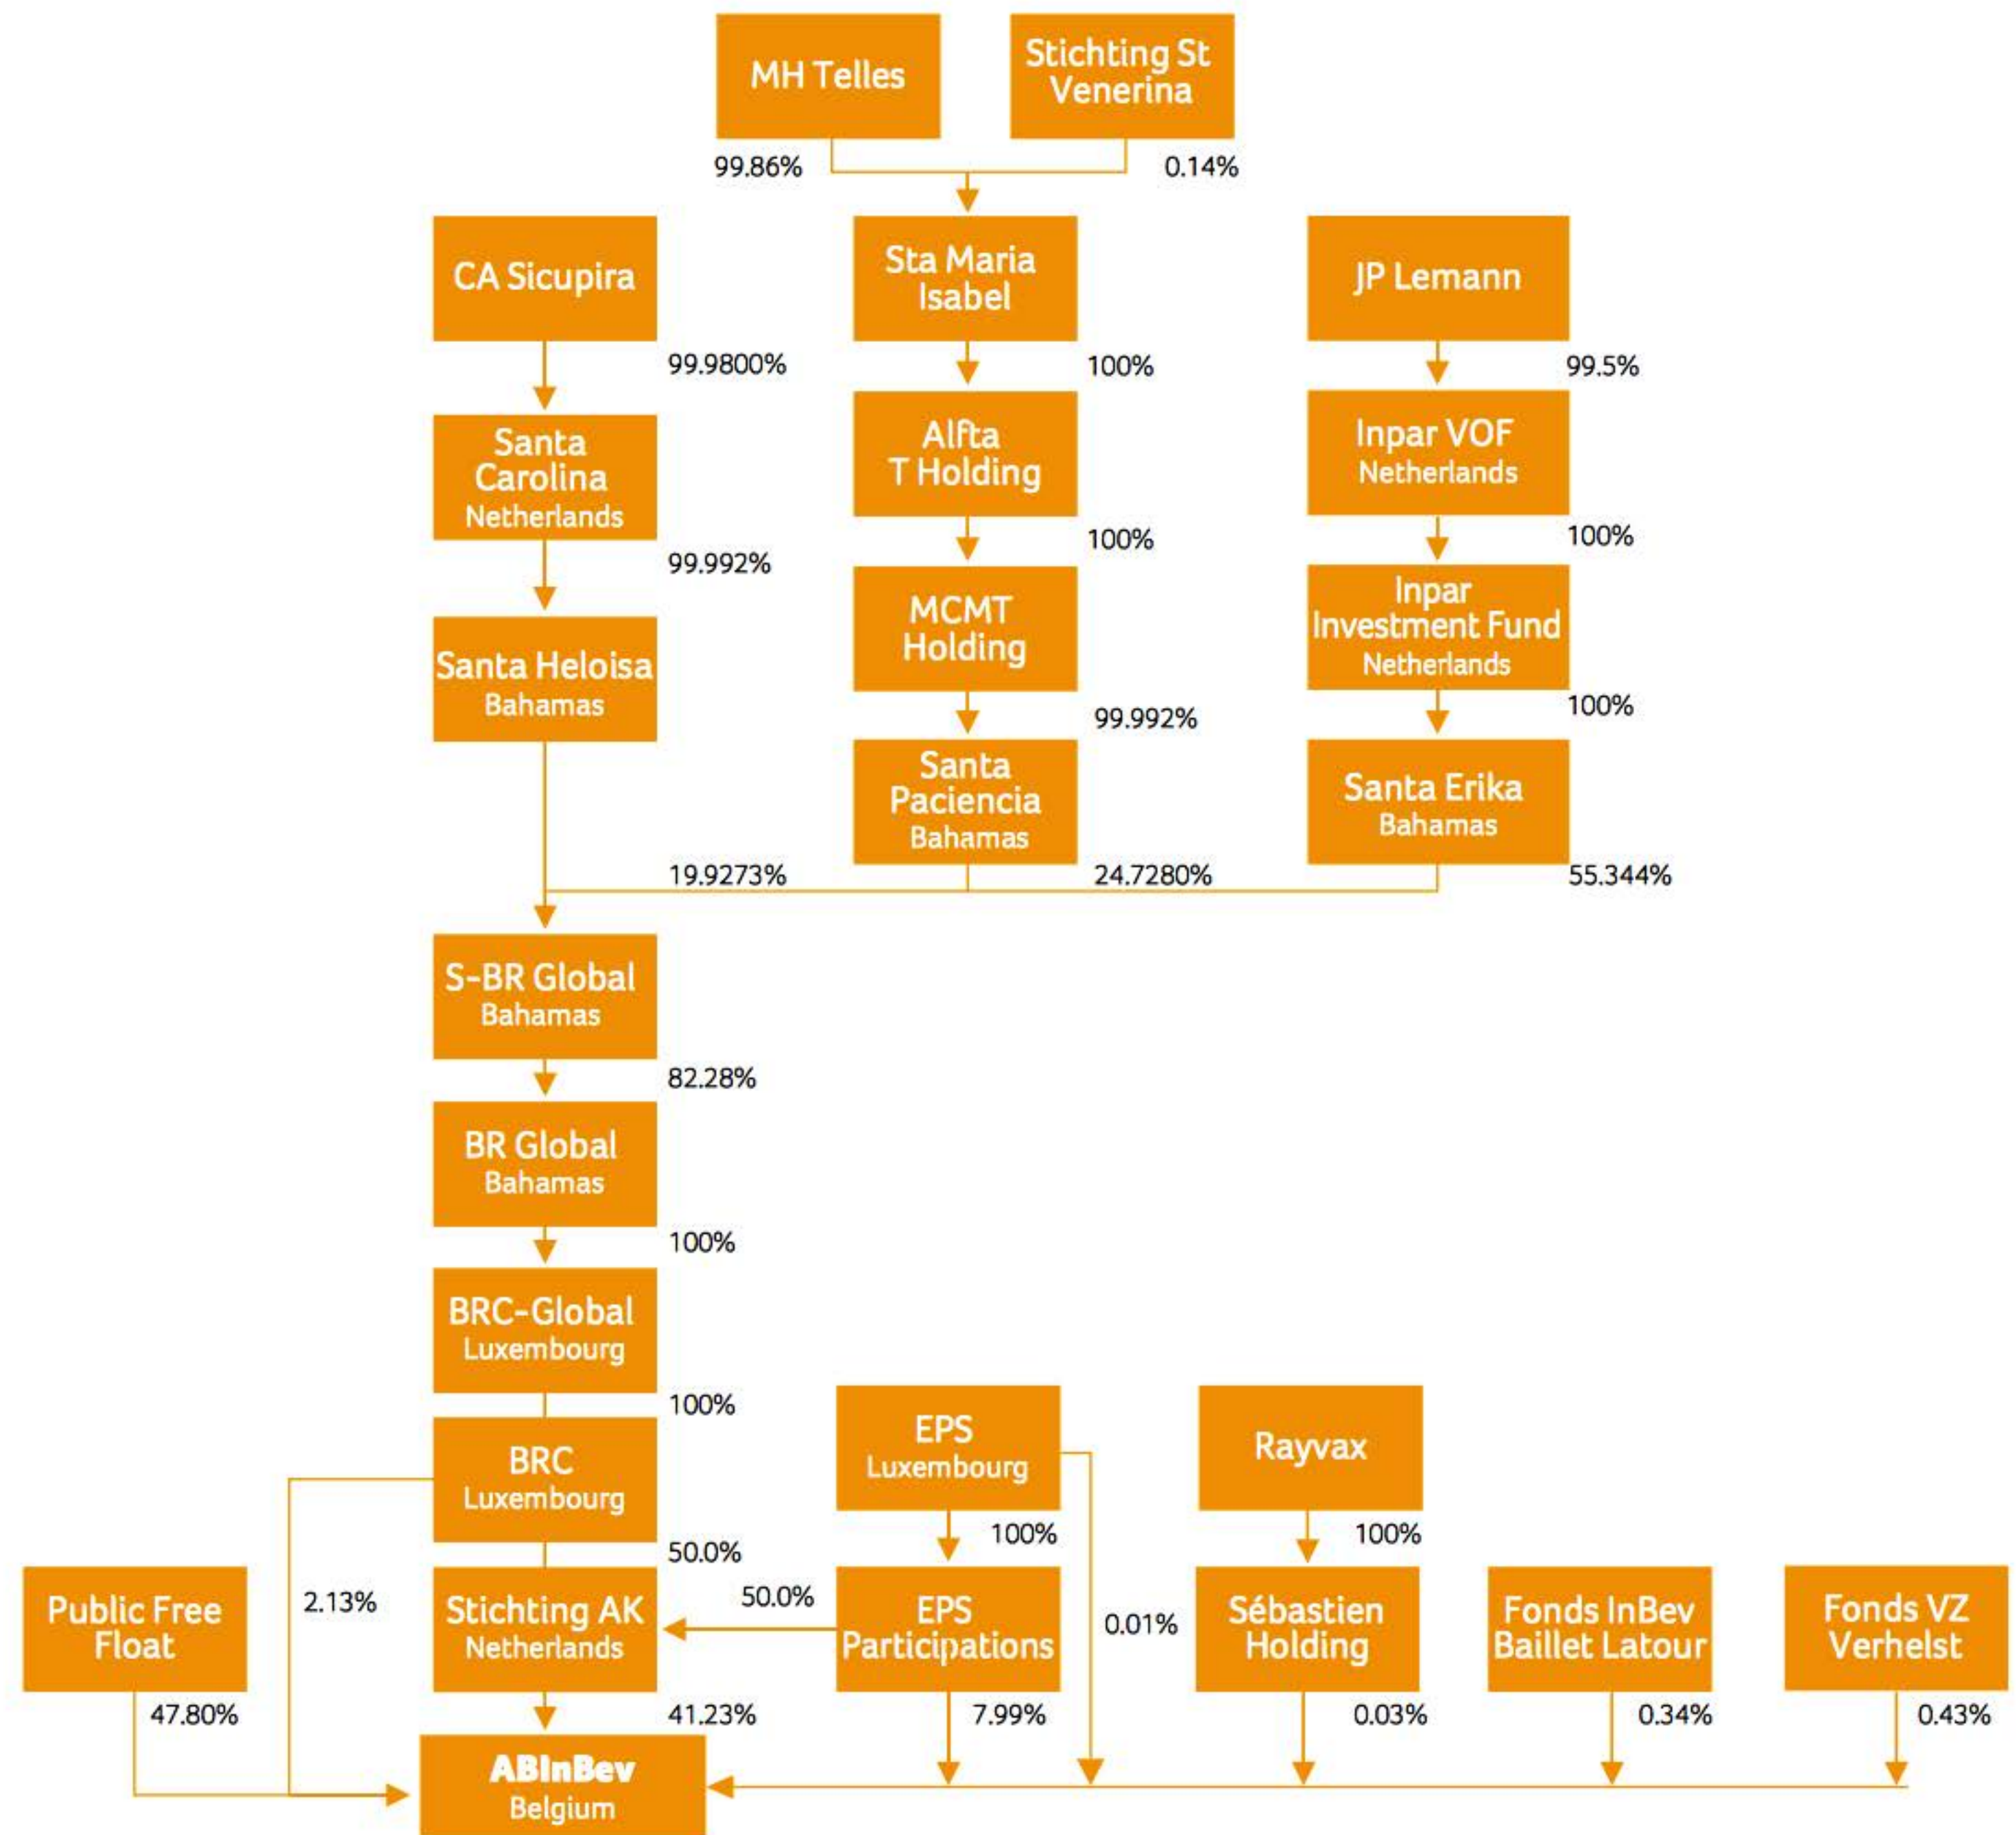 MH Telles
Stichting St
Venerina
99.86%
0.14%
CA Sicupira
Sta Maria
Isabel
JP Lemann
99.9800%
100%
99.5%
Santa
Carolina
Netherlands
Alfta
T Holding
Inpar VOF
Netherlands
99.992%
100%
100%
Santa Heloisa
Bahamas
MCMT
Holding
Inpar
Investment Fund
Netherlands
99.992%
100%
Santa
Paciencia
Bahamas
Santa Erika
Bahamas
19.9273%
24.7280%
55.344%
S-BR Global
Bahamas
82.28%
BR Global
Bahamas
100%
BRC-Global
Luxembourg
100%
BRC
Luxembourg
EPS
Luxembourg
Rayvax
50.0%
100%
100%
Public Free
Float
2.13%
Stichting AK
Netherlands
50.0%
EPS
Participations
0.01%
Sébastien
Holding
Fonds InBev
Baillet Latour
Fonds VZ
Verhelst
47.80%
41.23%
7.99%
0.03%
0.34%
0.43%
ABInBev
Belgium